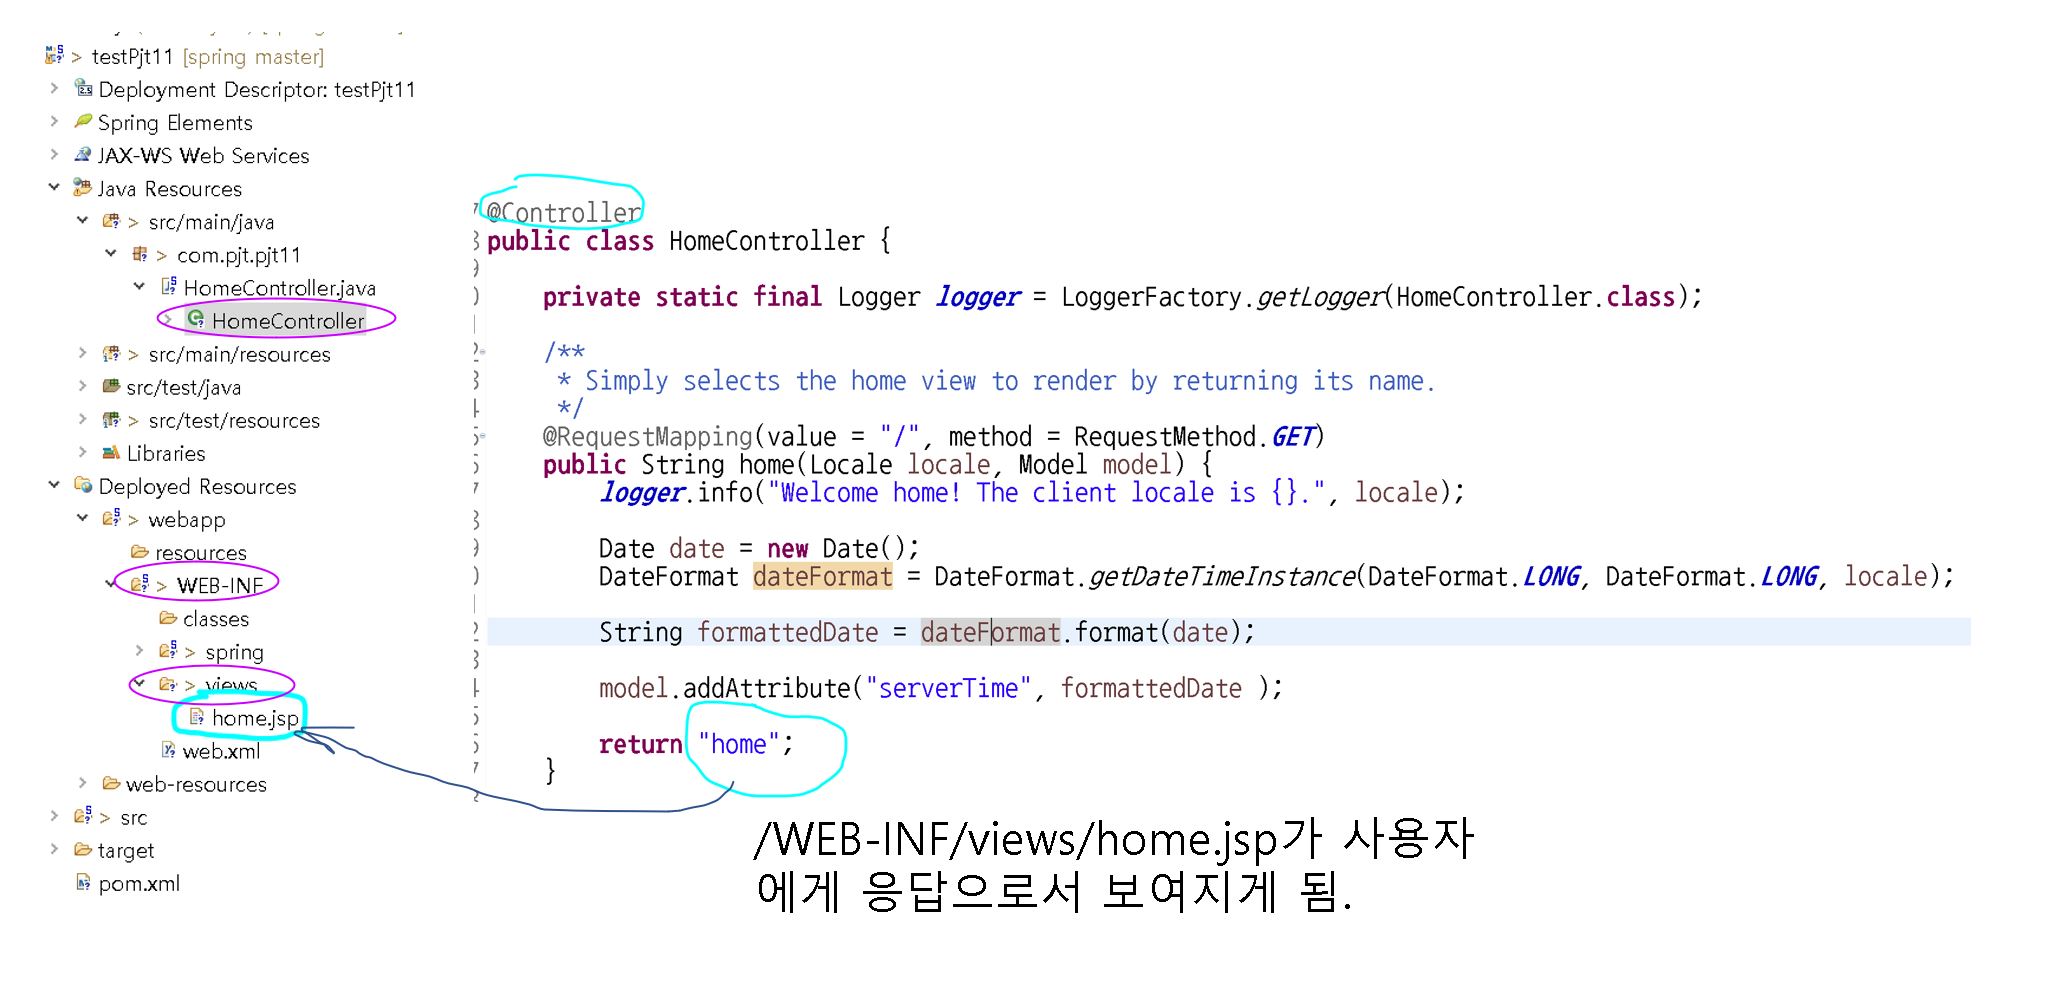 > testPjt11 [spring master]
> Deployment Descriptor: testPjt11
> Spring Elements
> JAX-WS Web Services
Java Resources
> src/main/java
> com.pjt.pjt11
HomeController.java
> HomeController
> > src/main/resources
> src/test/java
> > src/test/resources
> Libraries
Deployed Resources
> webapp
resources
> WEB-INF
classes
> > spring
> views
home.jsp
web.xml
> web-resources
> > src
> target
pom.xml
@Controller
public class HomeController {
private static final Logger logger = LoggerFactory.getLogger(HomeController.class);
/**
* Simply selects the home view to render by returning its name.
*/
@RequestMapping(value = "/", method = RequestMethod.GET)
public String home(Locale locale, Model model) {
logger.info("Welcome home! The client locale is {}.", locale);
Date date = new Date();
DateFormat dateFormat = DateFormat.getDateTimeInstance(DateFormat.LONG, DateFormat.LONG, locale);
String formattedDate = dateFormat.format(date);
model.addAttribute("serverTime", formattedDate );
return "home";
}
/WEB-INF/views/home.jsp가 사용자
에게 응답으로서 보여지게 됨.